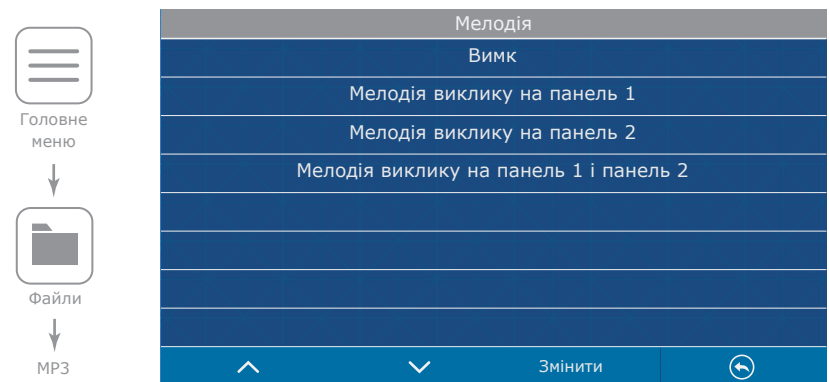 Головне
меню
Файли
MP3
Мелодія
Вимк
Мелодія виклику на панель 1
Мелодія виклику на панель 2
Мелодія виклику на панель 1 і панель 2
Змінити